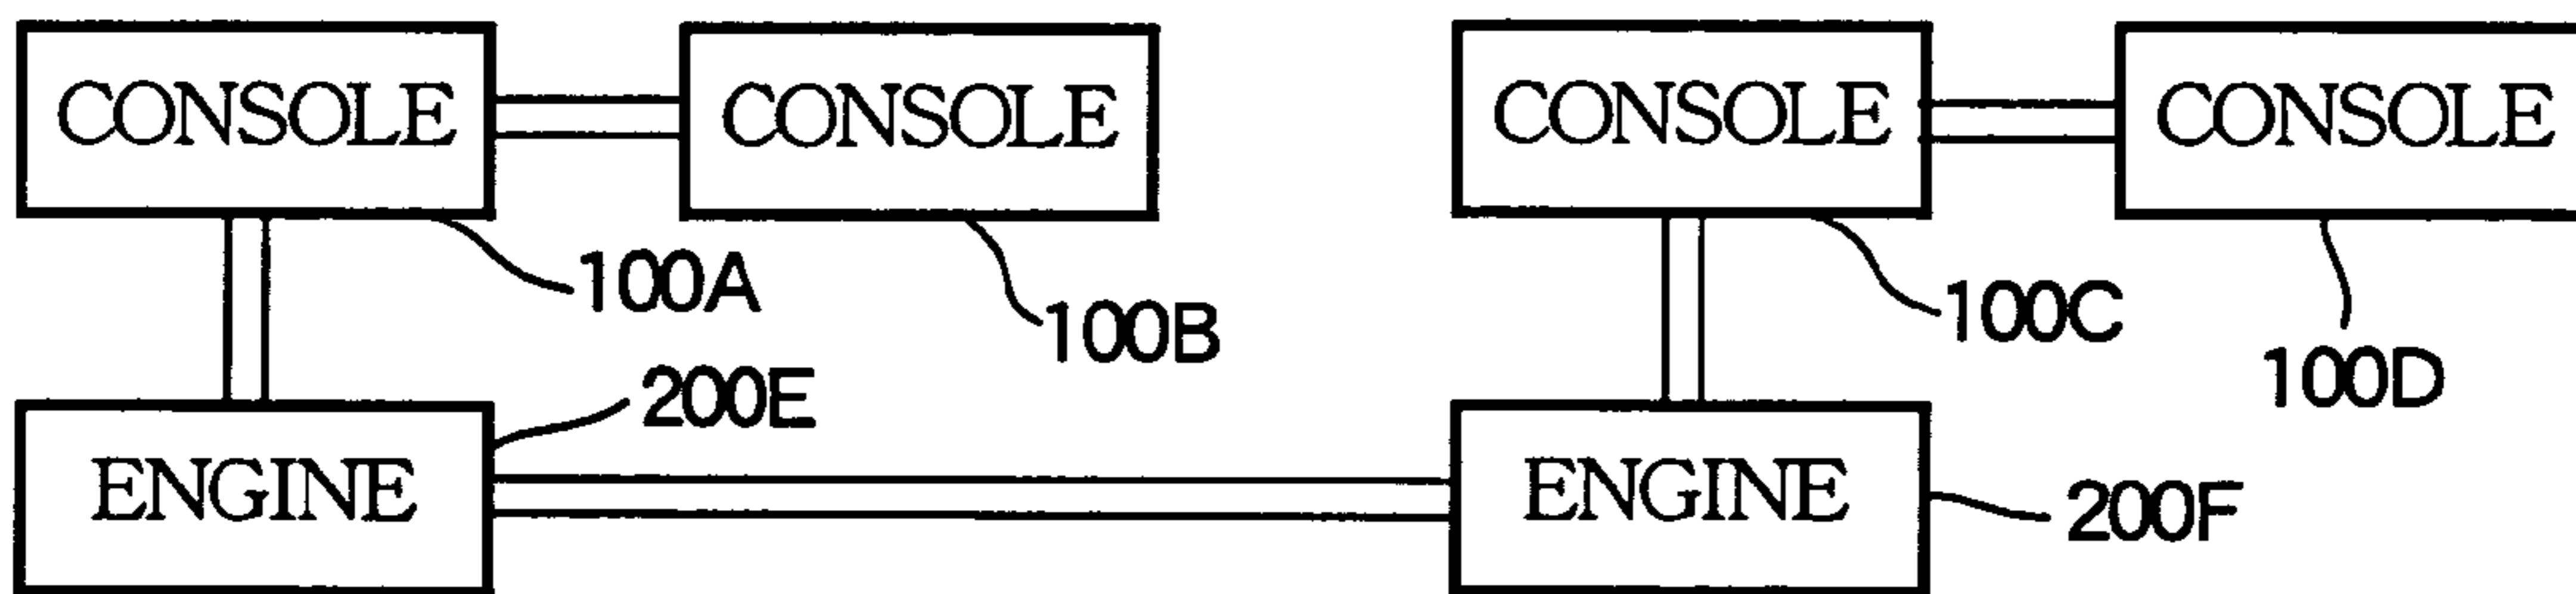 CONSOLE
CONSOLE
CONSOLE
CONSOLE
100A
100B
100C
100D
200E
ENGINE
ENGINE
200F